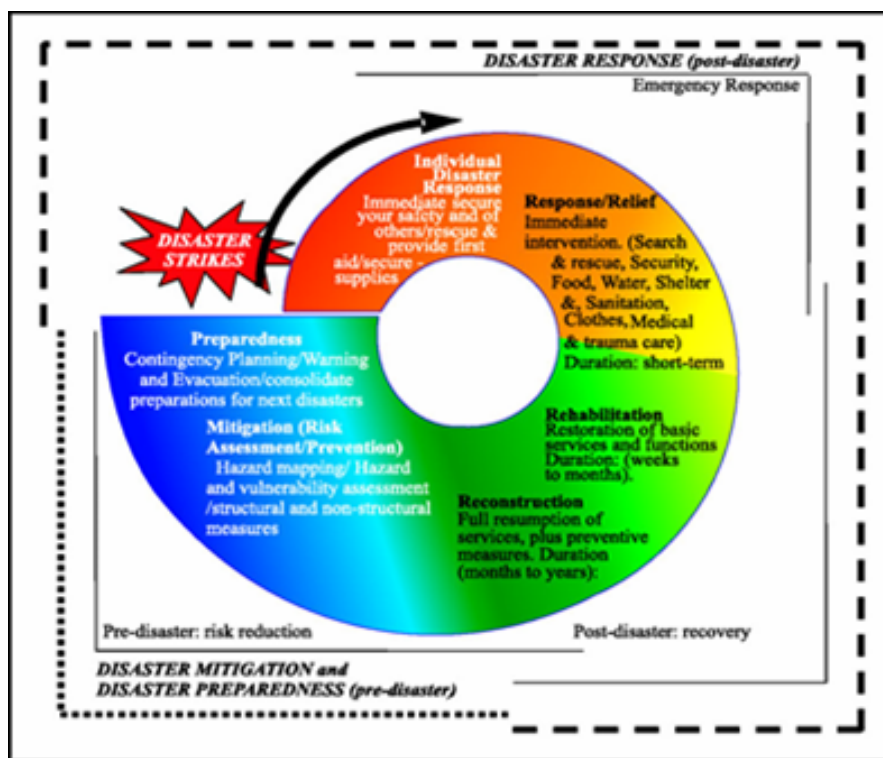 DISASTER RESPONSE (post-disaster)
Emergency Response
DISASTER
STRIKES
Individual
Disaster
Response
Immediate secure
your safety and of
others/rescue &
provide first
aid/secure -
supplies
Response/Relief
Immediate
intervention. (Search
& rescue, Security,
Food, Water, Shelter
&, Sanitation,
Clothes, Medical
& trauma care)
Duration: short-term
Rehabilitation
Restoration of basic
services and functions
Duration: (weeks
to months).
Reconstruction
Full resumption of
services, plus preventive
measures. Duration
(months to years):
Preparedness
Contingency Planning/Warning
and Evacuation/consolidate
preparations for next disasters
Mitigation (Risk
Assessment/Prevention)
Hazard mapping/ Hazard
and vulnerability assessment
/structural and non-structural
measures
Pre-disaster: risk reduction
Post-disaster: recovery
DISASTER MITIGATION and
DISASTER PREPAREDNESS (pre-disaster)